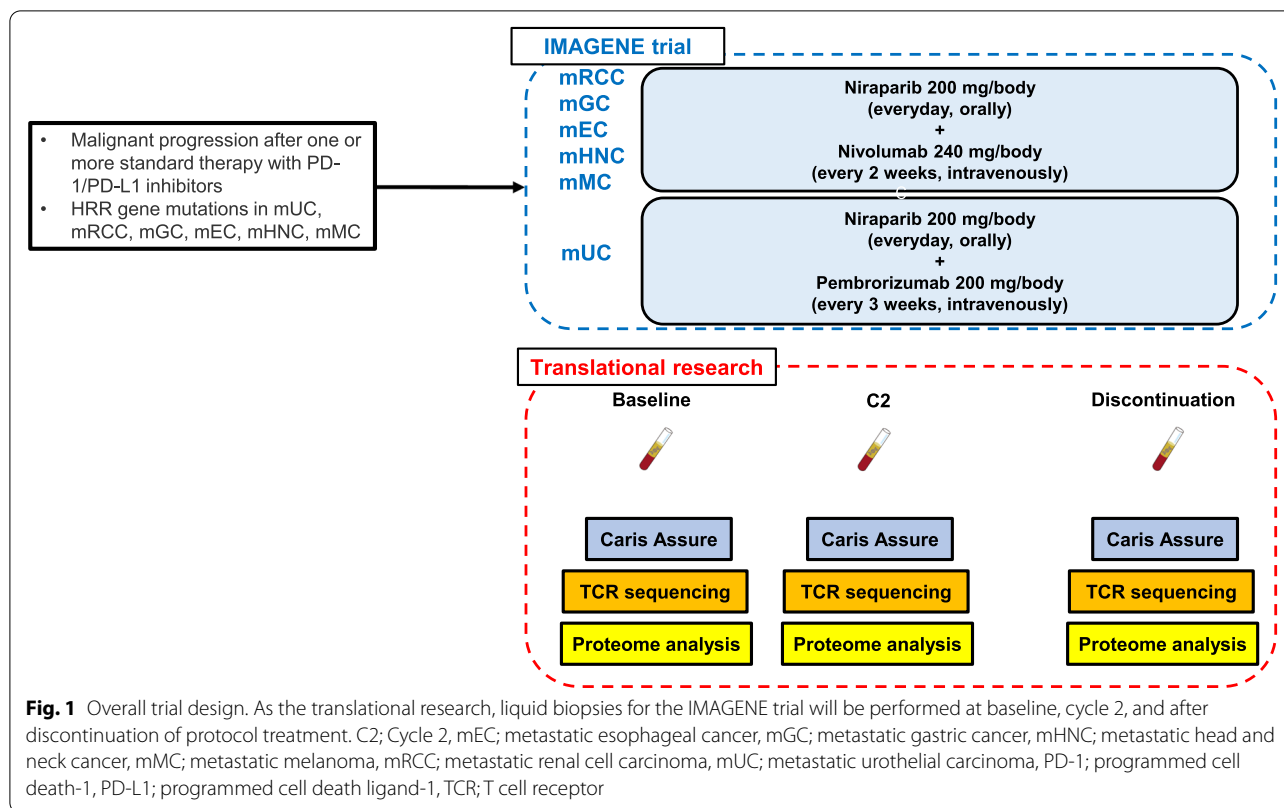 IMAGENE trial
• Malignant progression after one or
more standard therapy with PD-
1/PD-L1 inhibitors
• HRR gene mutations in mUC,
mRCC, mGC, mEC, mHNC, mMC
mRCC
mGC
mEC
mHNC
mMC
Niraparib 200 mg/body
(everyday, orally)
+
Nivolumab 240 mg/body
(every 2 weeks, intravenously)
C
mUC
Niraparib 200 mg/body
(everyday, orally)
+
Pembrorizumab 200 mg/body
(every 3 weeks, intravenously)
Translational research
Baseline C2 Discontinuation
Caris Assure Caris Assure Caris Assure
TCR sequencing TCR sequencing TCR sequencing
Proteome analysis Proteome analysis Proteome analysis
Fig. 1 Overall trial design. As the translational research, liquid biopsies for the IMAGENE trial will be performed at baseline, cycle 2, and after
discontinuation of protocol treatment. C2; Cycle 2, mEC; metastatic esophageal cancer, mGC; metastatic gastric cancer, mHNC; metastatic head and
neck cancer, mMC; metastatic melanoma, mRCC; metastatic renal cell carcinoma, mUC; metastatic urothelial carcinoma, PD-1; programmed cell
death-1, PD-L1; programmed cell death ligand-1, TCR; T cell receptor